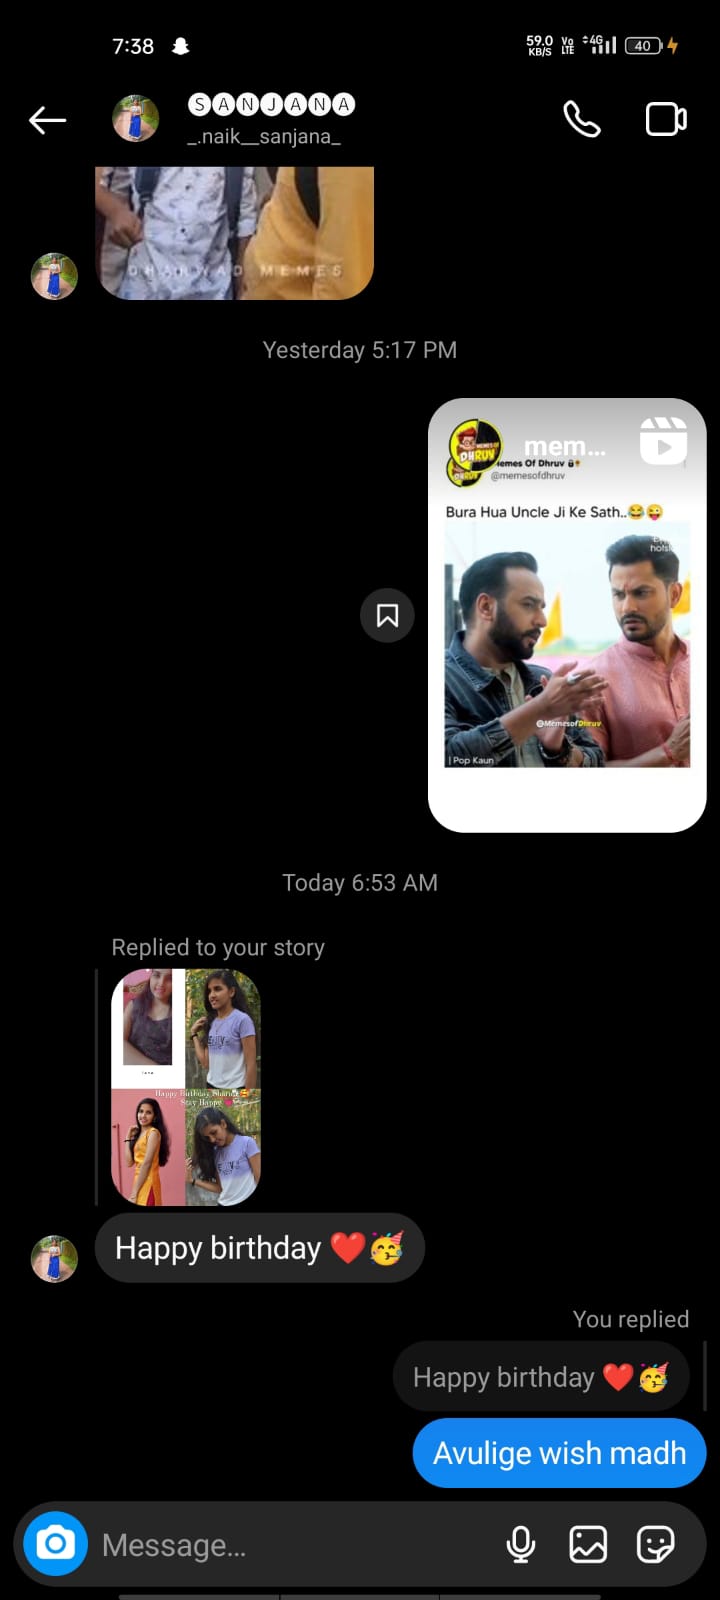 7:38
59.0 KB/S Vo LTE 4G 40
🅢🅐🅝🅙🅐🅝🅐
_.naik__sanjana_
DHARWAD MEMES
Yesterday 5:17 PM
mem...
Memes Of Dhruv
@memesofdhruv
Bura Hua Uncle Ji Ke Sath..😂😜
@MemesofDhruv
| Pop Kaun
Today 6:53 AM
Replied to your story
Happy Birthday
Stay Happy
Happy birthday ❤️🥳
You replied
Happy birthday ❤️🥳
Avulige wish madh
Message...